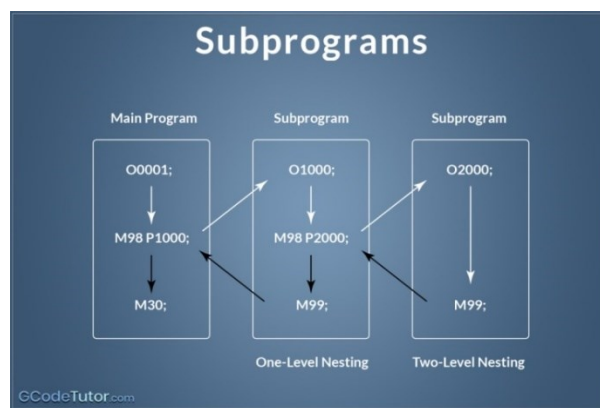 Subprograms
Main Program
Subprogram
Subprogram
O0001;
O1000;
O2000;
M98 P1000;
M98 P2000;
M30;
M99;
M99;
One-Level Nesting
Two-Level Nesting
GCodeTutor.com